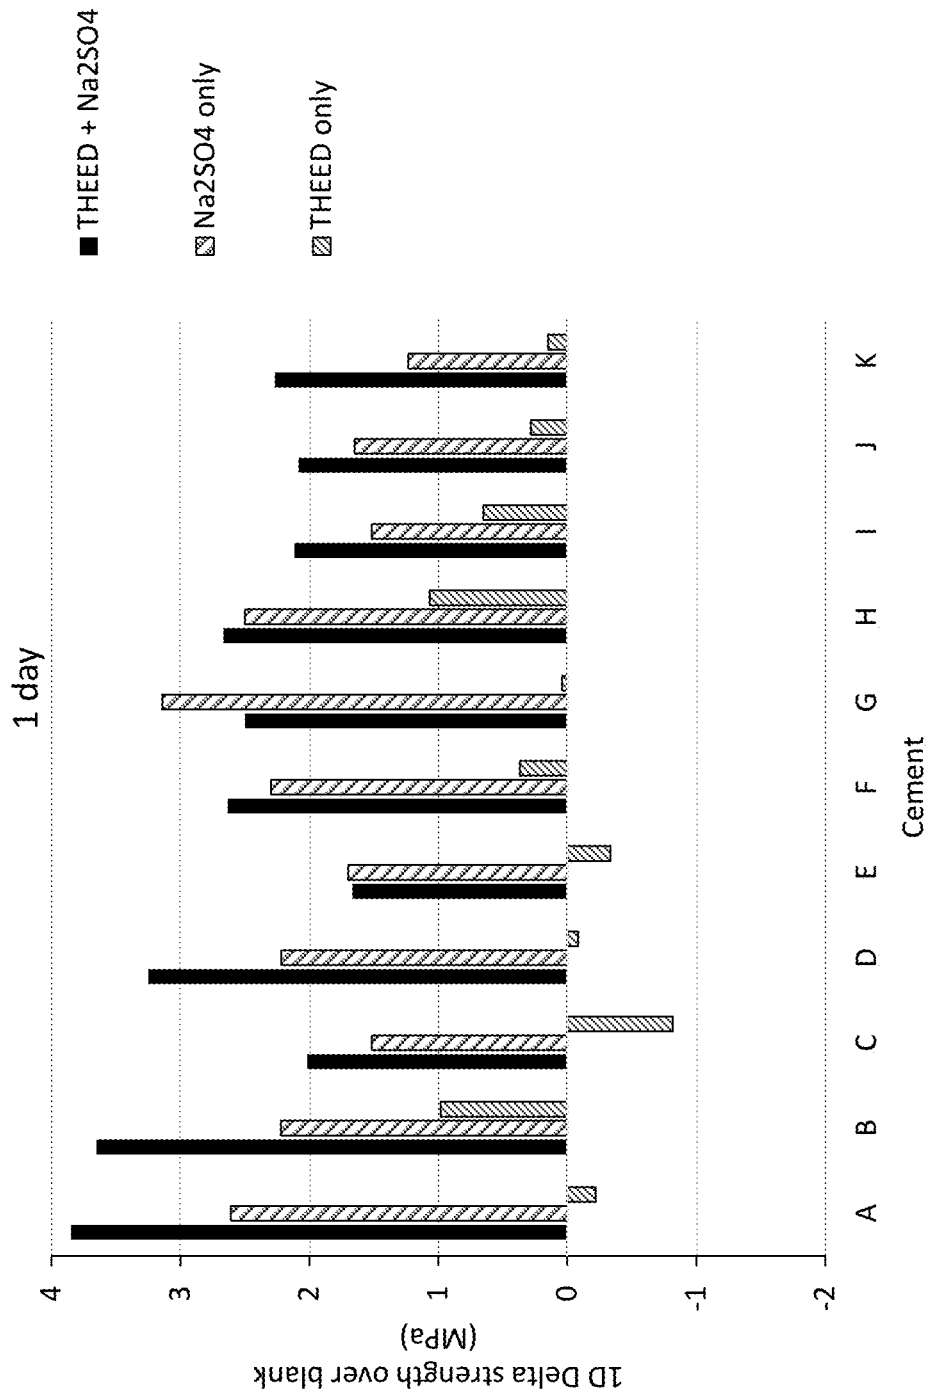 1 day
THEED + Na2SO4
Na2SO4 only
THEED only
1D Delta strength over blank
(MPa)
4
3
2
1
0
-1
-2
A B C D E F G H I J K
Cement